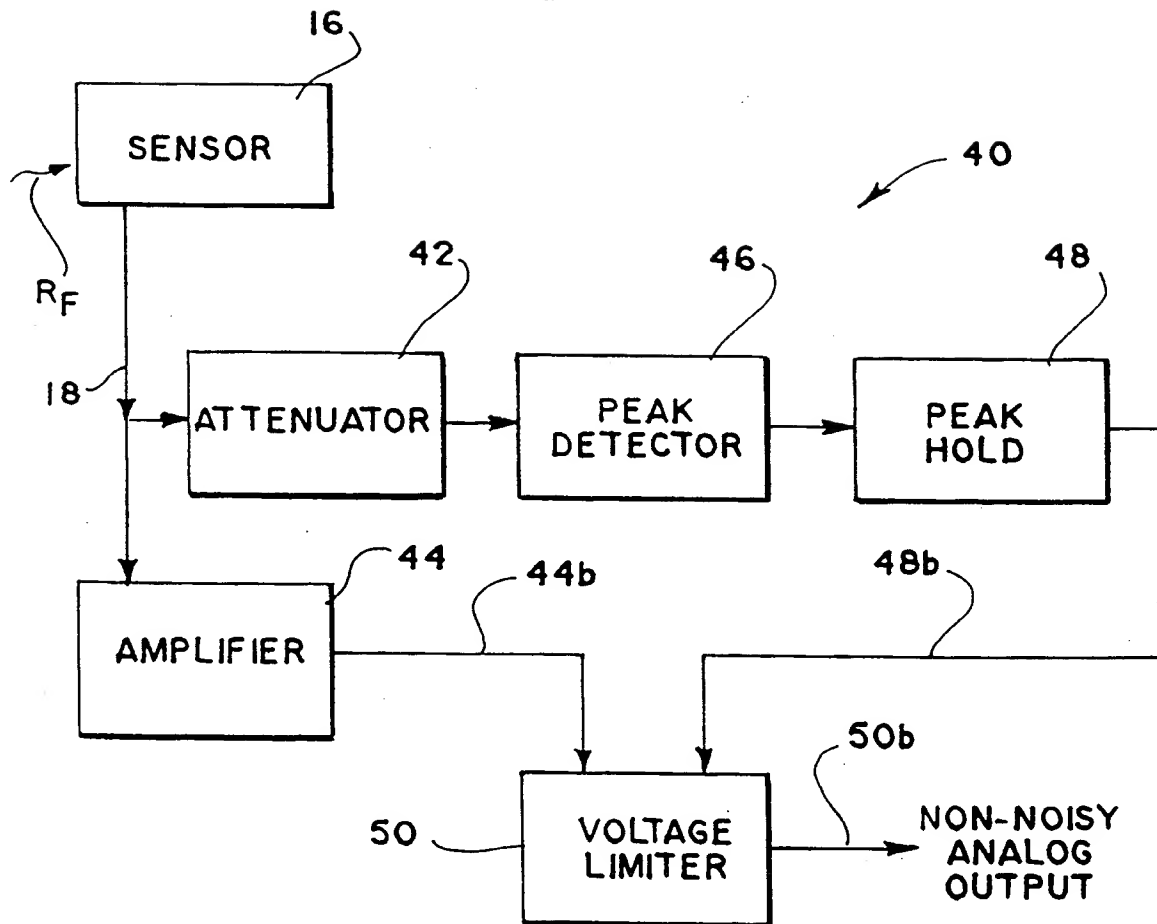 16
SENSOR
40
RF
42
46
48
18
ATTENUATOR
PEAK
DETECTOR
PEAK
HOLD
44
44b
48b
AMPLIFIER
50b
50
VOLTAGE
LIMITER
NON-NOISY
ANALOG
OUTPUT